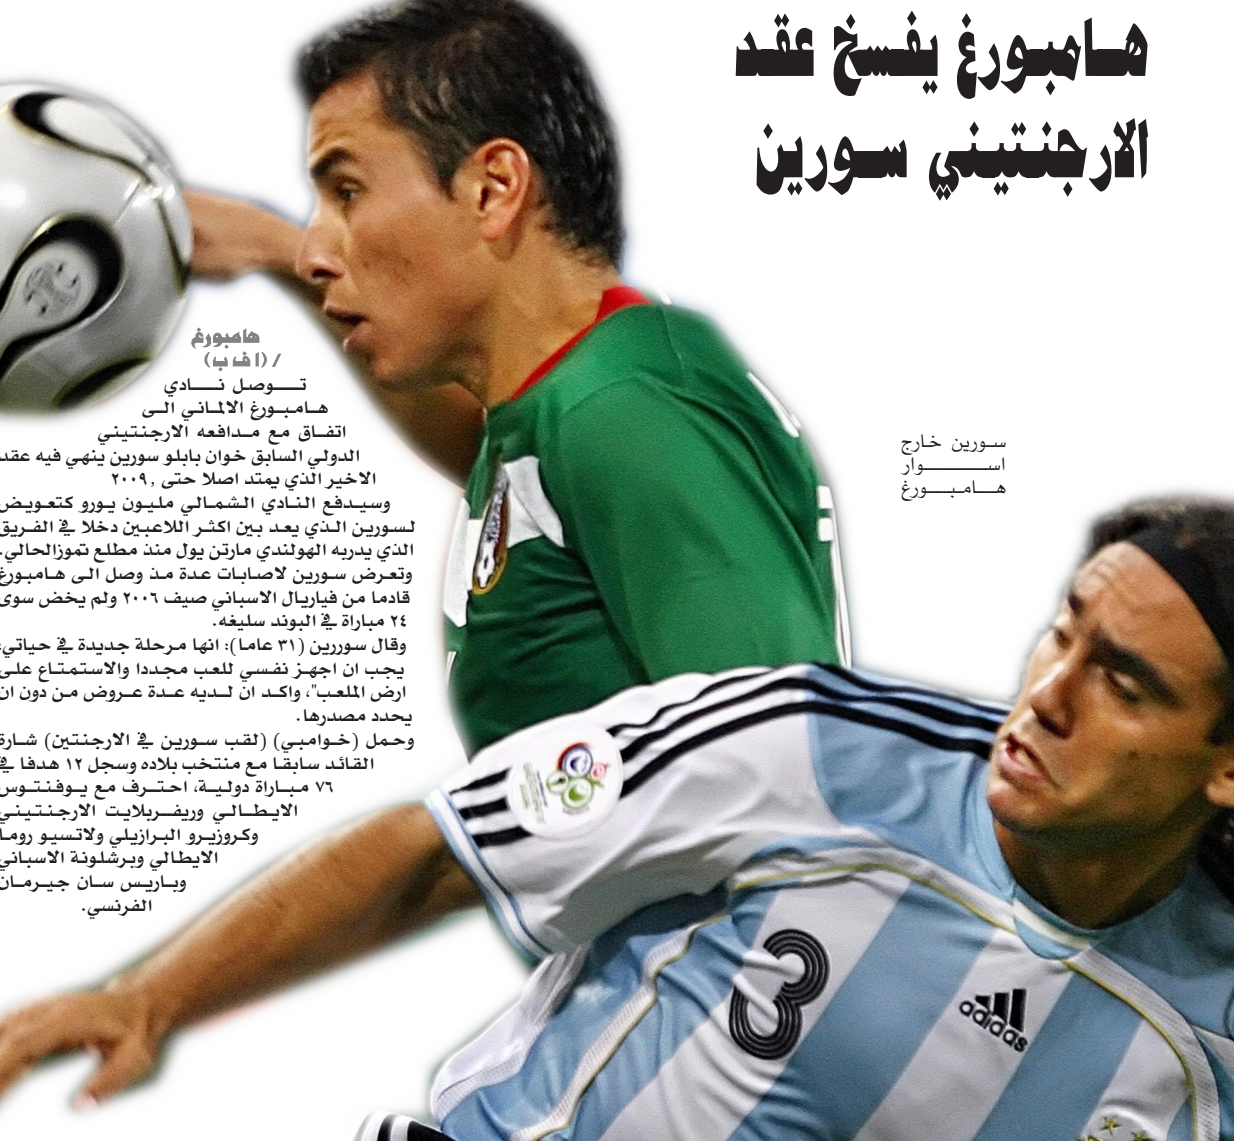 هامبورغ يفسخ عقد
الارجنتيني سورين
هامبورغ
/ (ا ف ب)
توصل نادي
هامبورغ الالماني الى
اتفاق مع مدافعه الارجنتيني
الدولي السابق خوان بابلو سورين ينهي فيه عقد
الاخير الذي يمتد اصلا حتى ٢٠٠٩,
وسيدفع النادي الشمالي مليون يورو كتعويض
لسورين الذي يعد بين اكثر اللاعبين دخلا في الفريق
الذي يدربه الهولندي مارتن يول منذ مطلع تموزالحالي.
وتعرض سورين لاصابات عدة مذ وصل الى هامبورغ
قادما من فياريال الاسباني صيف ٢٠٠٦ ولم يخض سوى
٢٤ مباراة في البوند سليغه.
وقال سوررين (٣١ عاما): انها مرحلة جديدة في حياتي،
يجب ان اجهز نفسي للعب مجددا والاستمتاع على
ارض الملعب"، واكد ان لديه عدة عروض من دون ان
يحدد مصدرها.
وحمل (خوامبي) (لقب سورين في الارجنتين) شارة
القائد سابقا مع منتخب بلاده وسجل ١٢ هدفا في
٧٦ مباراة دولية، احترف مع يوفنتوس
الايطالي وريفربلايت الارجنتيني
وكروزيرو البرازيلي ولاتسيو روما
الايطالي وبرشلونة الاسباني
وباريس سان جيرمان
الفرنسي.
سورين خارج
اسوار
هامبورغ
3
adidas